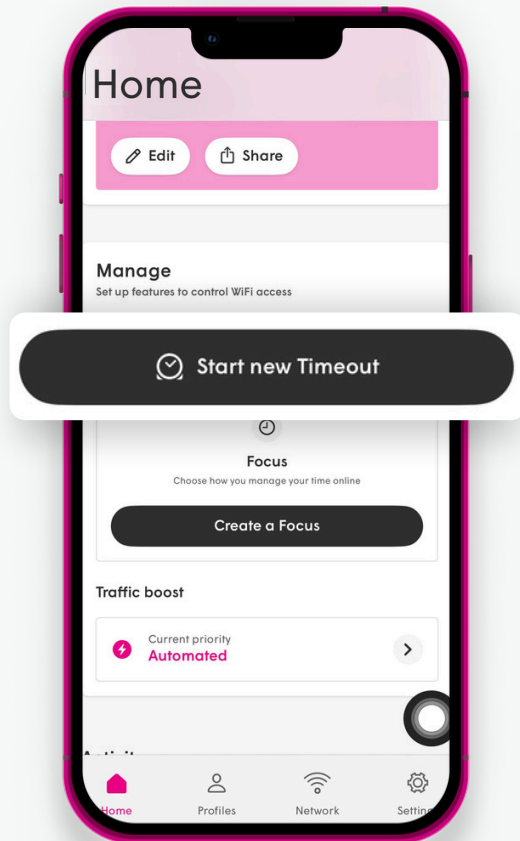 Home
Edit
Share
Manage
Set up features to control WiFi access
Start new Timeout
Focus
Choose how you manage your time online
Create a Focus
Traffic boost
Current priority
Automated
Home
Profiles
Network